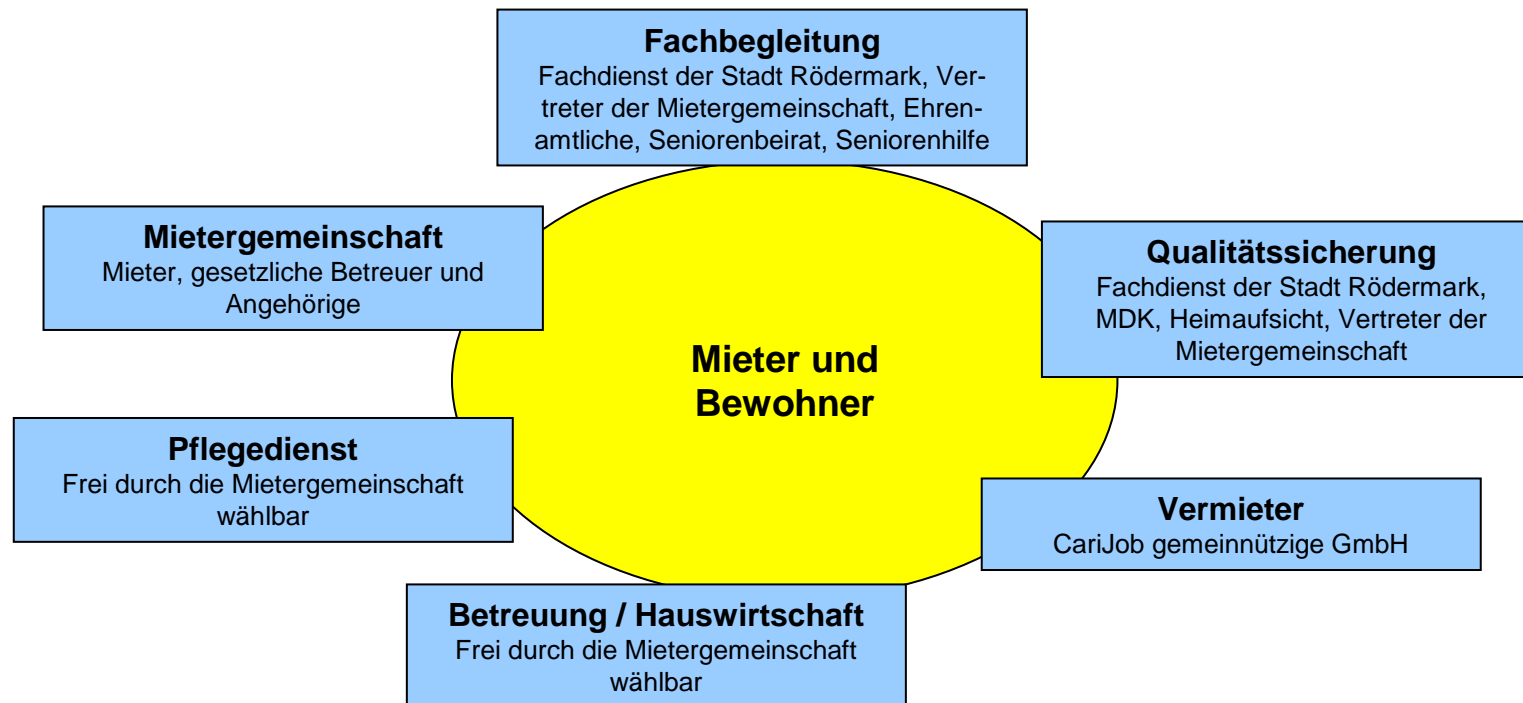 Fachbegleitung
Fachdienst der Stadt Rödermark, Ver-
treter der Mietergemeinschaft, Ehren-
amtliche, Seniorenbeirat, Seniorenhilfe
Mietergemeinschaft
Mieter, gesetzliche Betreuer und
Angehörige
Qualitätssicherung
Fachdienst der Stadt Rödermark,
MDK, Heimaufsicht, Vertreter der
Mietergemeinschaft
Mieter und
Bewohner
Pflegedienst
Frei durch die Mietergemeinschaft
wählbar
Vermieter
CariJob gemeinnützige GmbH
Betreuung / Hauswirtschaft
Frei durch die Mietergemeinschaft
wählbar